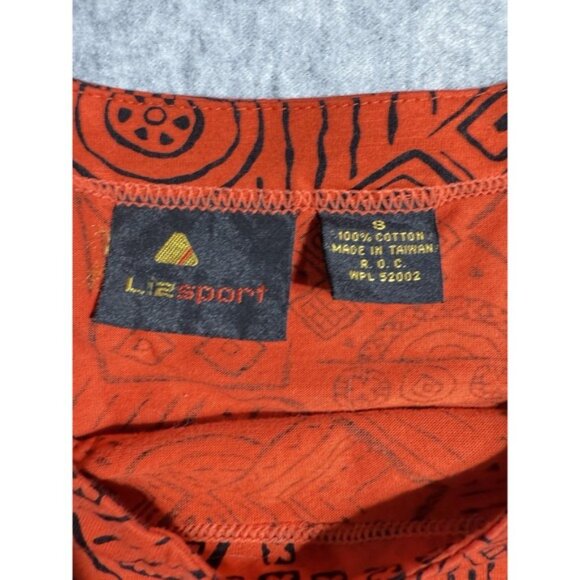 Lizsport
8
100% COTTON
MADE IN TAIWAN
R. O. C.
WPL 52002